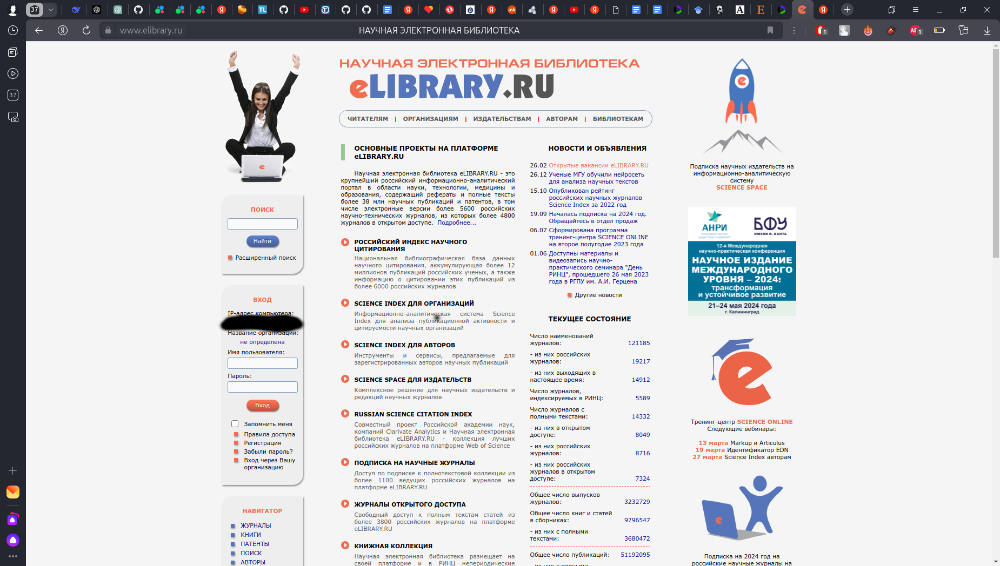 37
www.elibrary.ru
НАУЧНАЯ ЭЛЕКТРОННАЯ БИБЛИОТЕКА
37
НАУЧНАЯ ЭЛЕКТРОННАЯ БИБЛИОТЕКА
eLIBRARY.RU
ЧИТАТЕЛЯМ | ОРГАНИЗАЦИЯМ | ИЗДАТЕЛЬСТВАМ | АВТОРАМ | БИБЛИОТЕКАМ
ПОИСК
Найти
Расширенный поиск
ВХОД
IP-адрес компьютера:
Название организации:
не определена
Имя пользователя:
Пароль:
Вход
Запомнить меня
Правила доступа
Регистрация
Забыли пароль?
Вход через Вашу
организацию
НАВИГАТОР
ЖУРНАЛЫ
КНИГИ
ПАТЕНТЫ
ПОИСК
АВТОРЫ
ОСНОВНЫЕ ПРОЕКТЫ НА ПЛАТФОРМЕ
eLIBRARY.RU
Научная электронная библиотека eLIBRARY.RU - это
крупнейший российский информационно-аналитический
портал в области науки, технологии, медицины и
образования, содержащий рефераты и полные тексты
более 38 млн научных публикаций и патентов, в том
числе электронные версии более 5600 российских
научно-технических журналов, из которых более 4800
журналов в открытом доступе. Подробнее...
РОССИЙСКИЙ ИНДЕКС НАУЧНОГО
ЦИТИРОВАНИЯ
Национальная библиографическая база данных
научного цитирования, аккумулирующая более 12
миллионов публикаций российских ученых, а также
информацию о цитировании этих публикаций из
более 6000 российских журналов
SCIENCE INDEX ДЛЯ ОРГАНИЗАЦИЙ
Информационно-аналитическая система Science
Index для анализа публикационной активности и
цитируемости научных организаций
SCIENCE INDEX ДЛЯ АВТОРОВ
Инструменты и сервисы, предлагаемые для
зарегистрированных авторов научных публикаций
SCIENCE SPACE ДЛЯ ИЗДАТЕЛЬСТВ
Комплексное решение для научных издательств и
редакций научных журналов
RUSSIAN SCIENCE CITATION INDEX
Совместный проект Российской академии наук,
компаний Clarivate Analytics и Научная электронная
библиотека eLIBRARY.RU - коллекция лучших
российских журналов на платформе Web of Science
ПОДПИСКА НА НАУЧНЫЕ ЖУРНАЛЫ
Доступ по подписке к полнотекстовой коллекции из
более 1100 ведущих российских журналов на
платформе eLIBRARY.RU
ЖУРНАЛЫ ОТКРЫТОГО ДОСТУПА
Свободный доступ к полным текстам статей из
более 3800 российских журналов на платформе
eLIBRARY.RU
КНИЖНАЯ КОЛЛЕКЦИЯ
Научная электронная библиотека размещает на
своей платформе и в РИНЦ непериодические
НОВОСТИ И ОБЪЯВЛЕНИЯ
26.02 Открытые вакансии eLIBRARY.RU
26.12 Ученые МГУ обучили нейросеть
для анализа научных текстов
15.10 Опубликован рейтинг
российских научных журналов
Science Index за 2022 год
19.09 Началась подписка на 2024 год.
Обращайтесь в отдел продаж
06.07 Сформирована программа
тренинг-центра SCIENCE ONLINE
на второе полугодие 2023 года
01.06 Доступны материалы и
видеозапись научно-
практического семинара "День
РИНЦ", прошедшего 26 мая 2023
года в РГПУ им. А.И. Герцена
Другие новости
ТЕКУЩЕЕ СОСТОЯНИЕ
Число наименований
журналов: 121185
- из них российских
журналов: 19217
- из них выходящих в
настоящее время: 14912
Число журналов,
индексируемых в РИНЦ: 5589
Число журналов с
полными текстами: 14332
- из них в открытом
доступе: 8049
- из них российских
журналов: 8716
- из них российских
журналов в открытом
доступе: 7324
Общее число выпусков
журналов: 3232729
Общее число книг и статей
в сборниках: 9796547
- из них с полными
текстами: 3680472
Общее число публикаций: 51192095
- из них с полными
Подписка научных издательств на
информационно-аналитическую
систему
SCIENCE SPACE
АНРИ
БФУ
ИМЕНИ И. КАНТА
12-я Международная
научно-практическая конференция
НАУЧНОЕ ИЗДАНИЕ
МЕЖДУНАРОДНОГО
УРОВНЯ – 2024:
трансформация
и устойчивое развитие
21–24 мая 2024 года
г. Калининград
Тренинг-центр SCIENCE ONLINE
Следующие вебинары:
13 марта Markup и Articulus
19 марта Идентификатор EDN
27 марта Science Index авторам
Подписка на 2024 год на
российские научные журналы на